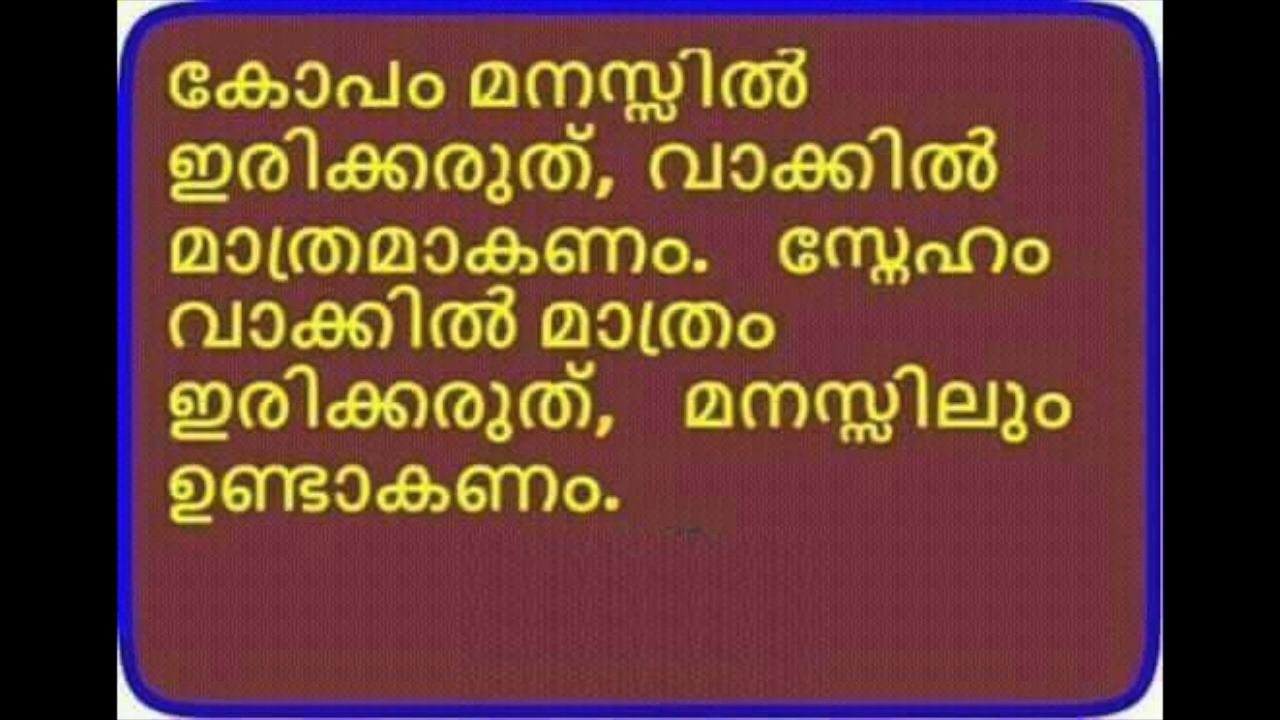 കോപം മനസ്സിൽ
ഇരിക്കരുത്, വാക്കിൽ
മാത്രമാകണം. സ്നേഹം
വാക്കിൽ മാത്രം
ഇരിക്കരുത്, മനസ്സിലും
ഉണ്ടാകണം.